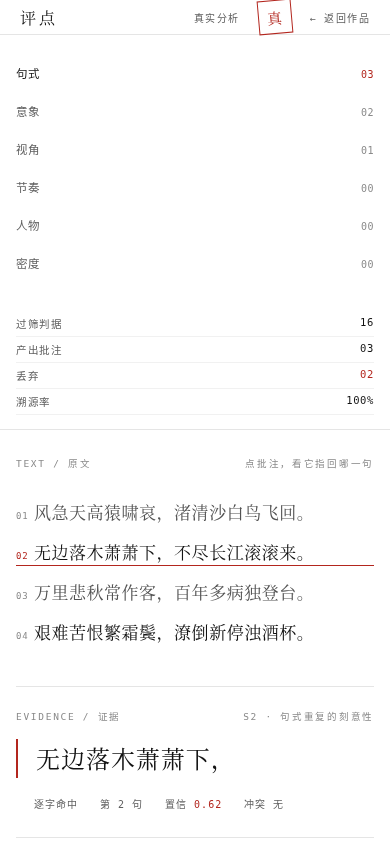 评点 真实分析 真 ← 返回作品
句式 03
意象 02
视角 01
节奏 00
人物 00
密度 00
过筛判据 16
产出批注 03
丢弃 02
溯源率 100%
TEXT / 原文 点批注, 看它指回哪一句
01 风急天高猿啸哀，渚清沙白鸟飞回。
02 无边落木萧萧下，不尽长江滚滚来。
03 万里悲秋常作客，百年多病独登台。
04 艰难苦恨繁霜鬓，潦倒新停浊酒杯。
EVIDENCE / 证据 S2 · 句式重复的刻意性
无边落木萧萧下，
逐字命中 第 2 句 置信 0.62 冲突 无